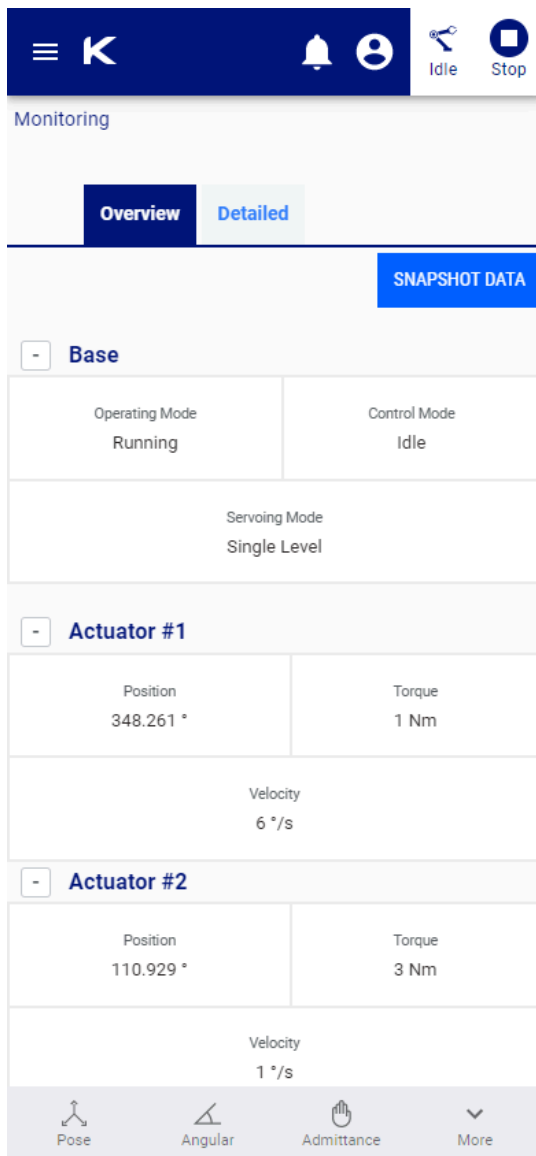 K
Idle
Stop
Monitoring
Overview
Detailed
SNAPSHOT DATA
- Base
Operating Mode
Running
Control Mode
Idle
Servoing Mode
Single Level
- Actuator #1
Position
348.261 °
Torque
1 Nm
Velocity
6 °/s
- Actuator #2
Position
110.929 °
Torque
3 Nm
Velocity
1 °/s
Pose
Angular
Admittance
More